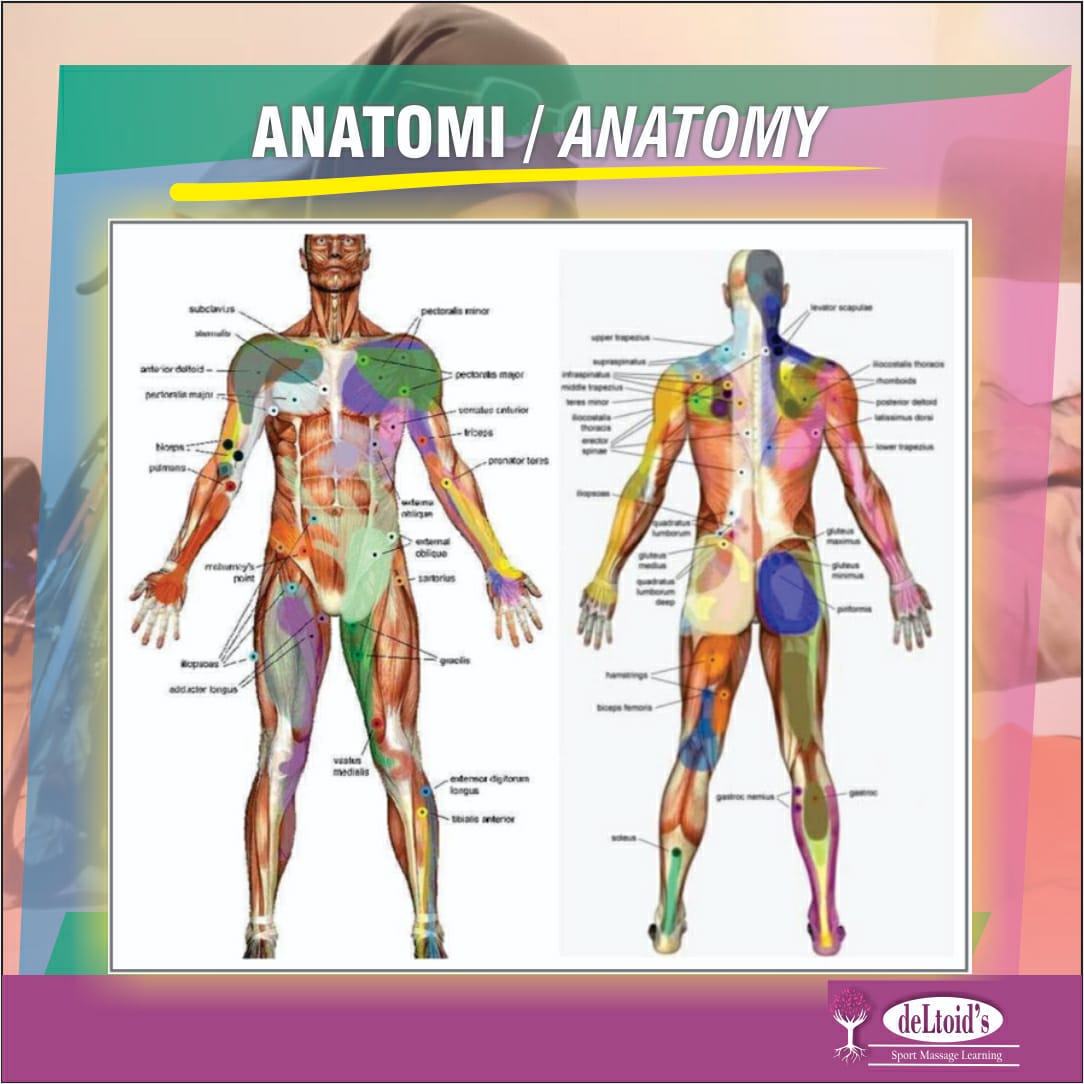 ANATOMI / ANATOMY
subclavius
sternalis
anterior deltoid
pectoralis major
biceps
palmaris
mcburney's
point
iliopsoas
adductor longus
vastus
medialis
pectoralis minor
pectoralis major
serratus anterior
triceps
pronator teres
externa
oblique
external
oblique
sartorius
gracilis
extensor digitorum
longus
tibialis anterior
upper trapezius
supraspinatus
infraspinatus
middle trapezius
teres minor
iliocostalis
thoracis
erector
spinae
iliopsoas
quadratus
lumborum
gluteus
medius
quadratus
lumborum
deep
hamstrings
biceps femoris
gastroc nemius
soleus
levator scapulae
iliocostalis thoracis
rhomboids
posterior deltoid
latissimus dorsi
lower trapezius
gluteus
maximus
gluteus
minimus
piriformis
gastroc
deLtoid's
Sport Massage Learning